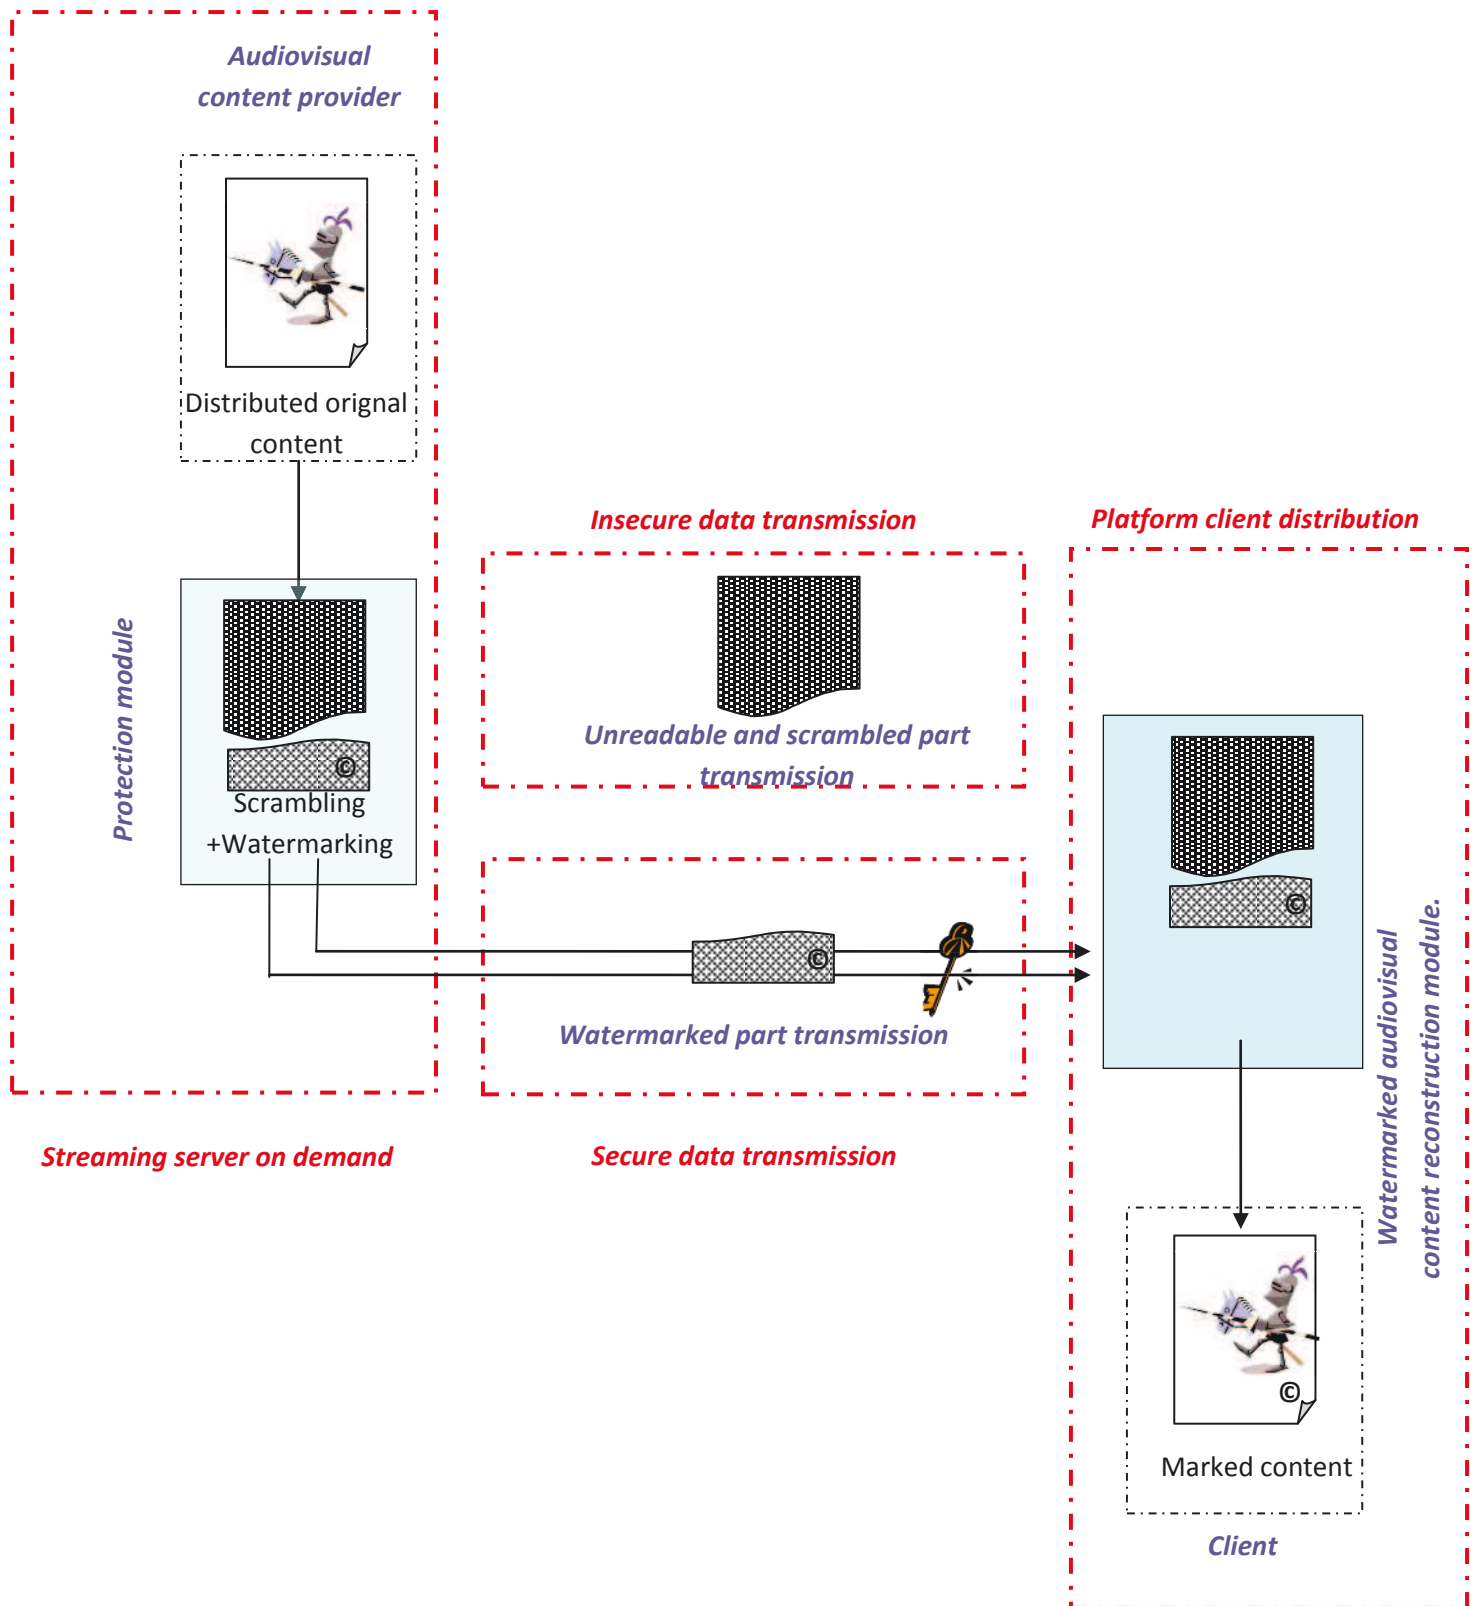 Audiovisual
content provider
Distributed orignal
content
Protection module
©
Scrambling
+Watermarking
Streaming server on demand
Insecure data transmission
Unreadable and scrambled part
transmission
©
Watermarked part transmission
Secure data transmission
Platform client distribution
©
Watermarked audiovisual
content reconstruction module.
©
Marked content
Client